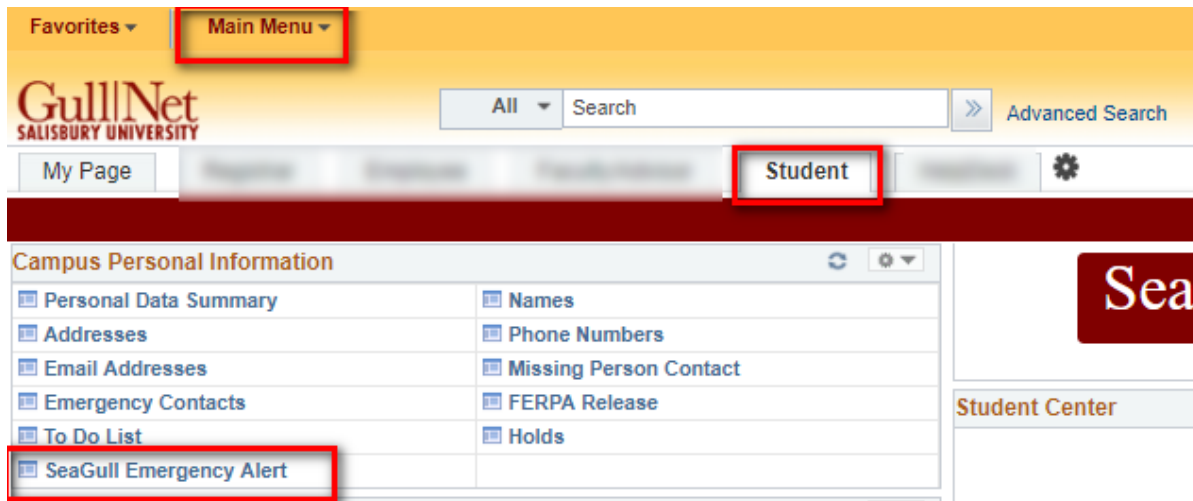 Favorites Main Menu
GullNet
SALISBURY UNIVERSITY
All Search Advanced Search
My Page Student
Campus Personal Information
Personal Data Summary Names
Addresses Phone Numbers
Email Addresses Missing Person Contact
Emergency Contacts FERPA Release
To Do List Holds
SeaGull Emergency Alert
Sea
Student Center